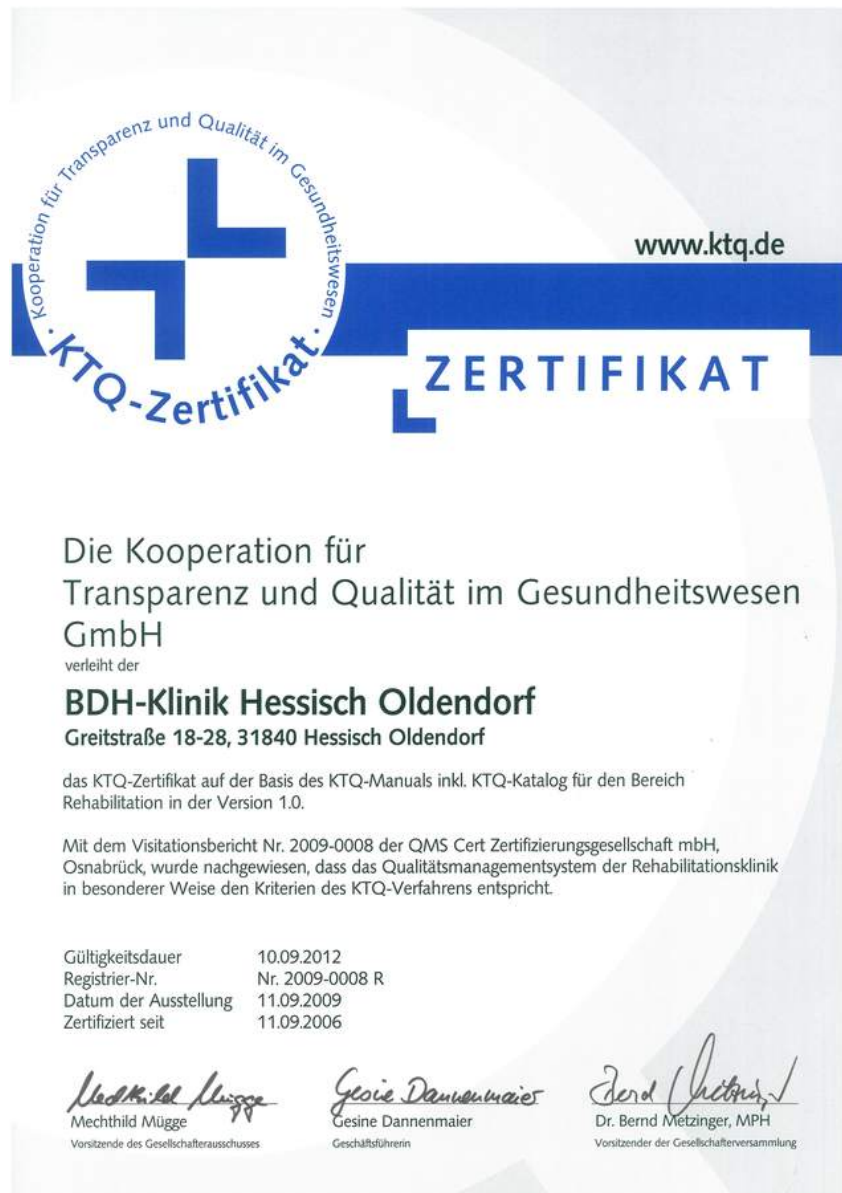 Kooperation für Transparenz und Qualität im Gesundheitswesen
· KTQ-Zertifikat ·
www.ktq.de
ZERTIFIKAT
Die Kooperation für
Transparenz und Qualität im Gesundheitswesen
GmbH
verleiht der
BDH-Klinik Hessisch Oldendorf
Greitstraße 18-28, 31840 Hessisch Oldendorf
das KTQ-Zertifikat auf der Basis des KTQ-Manuals inkl. KTQ-Katalog für den Bereich
Rehabilitation in der Version 1.0.
Mit dem Visitationsbericht Nr. 2009-0008 der QMS Cert Zertifizierungsgesellschaft mbH,
Osnabrück, wurde nachgewiesen, dass das Qualitätsmanagementsystem der Rehabilitationsklinik
in besonderer Weise den Kriterien des KTQ-Verfahrens entspricht.
Gültigkeitsdauer 10.09.2012
Registrier-Nr. Nr. 2009-0008 R
Datum der Ausstellung 11.09.2009
Zertifiziert seit 11.09.2006
Mechthild Mügge Gesine Dannenmaier Bernd Metzinger
Mechthild Mügge Gesine Dannenmaier Dr. Bernd Metzinger, MPH
Vorsitzende des Gesellschafterausschusses Geschäftsführerin Vorsitzender der Gesellschafterversammlung